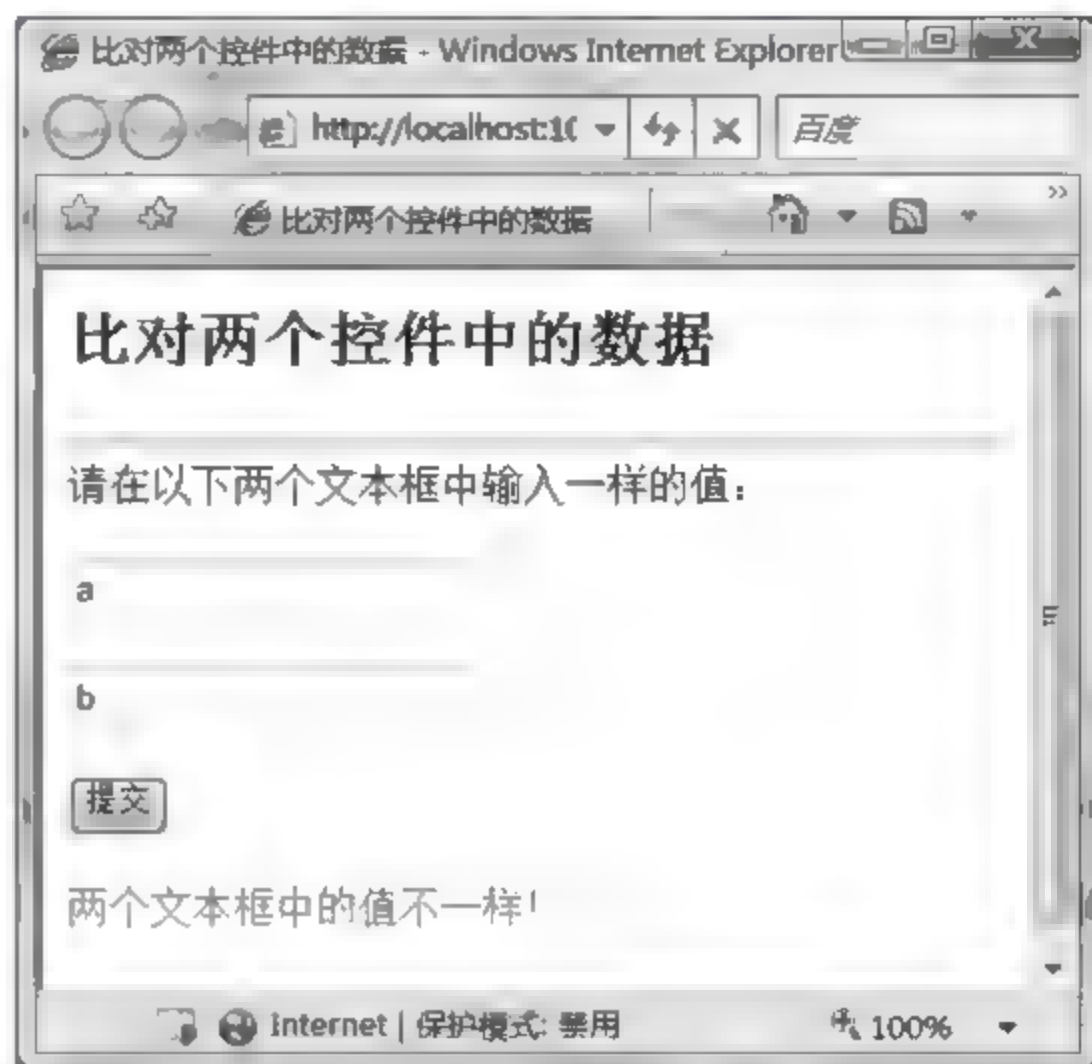 比对两个控件中的数据 - Windows Internet Explorer
http://localhost:1( 百度
比对两个控件中的数据
比对两个控件中的数据
请在以下两个文本框中输入一样的值：
a
b
提交
两个文本框中的值不一样!
Internet | 保护模式: 禁用 100%